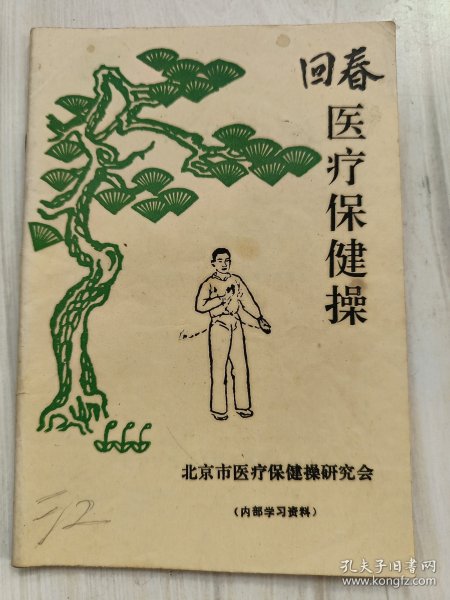 回春
医疗保健操
北京市医疗保健操研究会
(内部学习资料)
孔夫子旧书网
www.kongfz.com